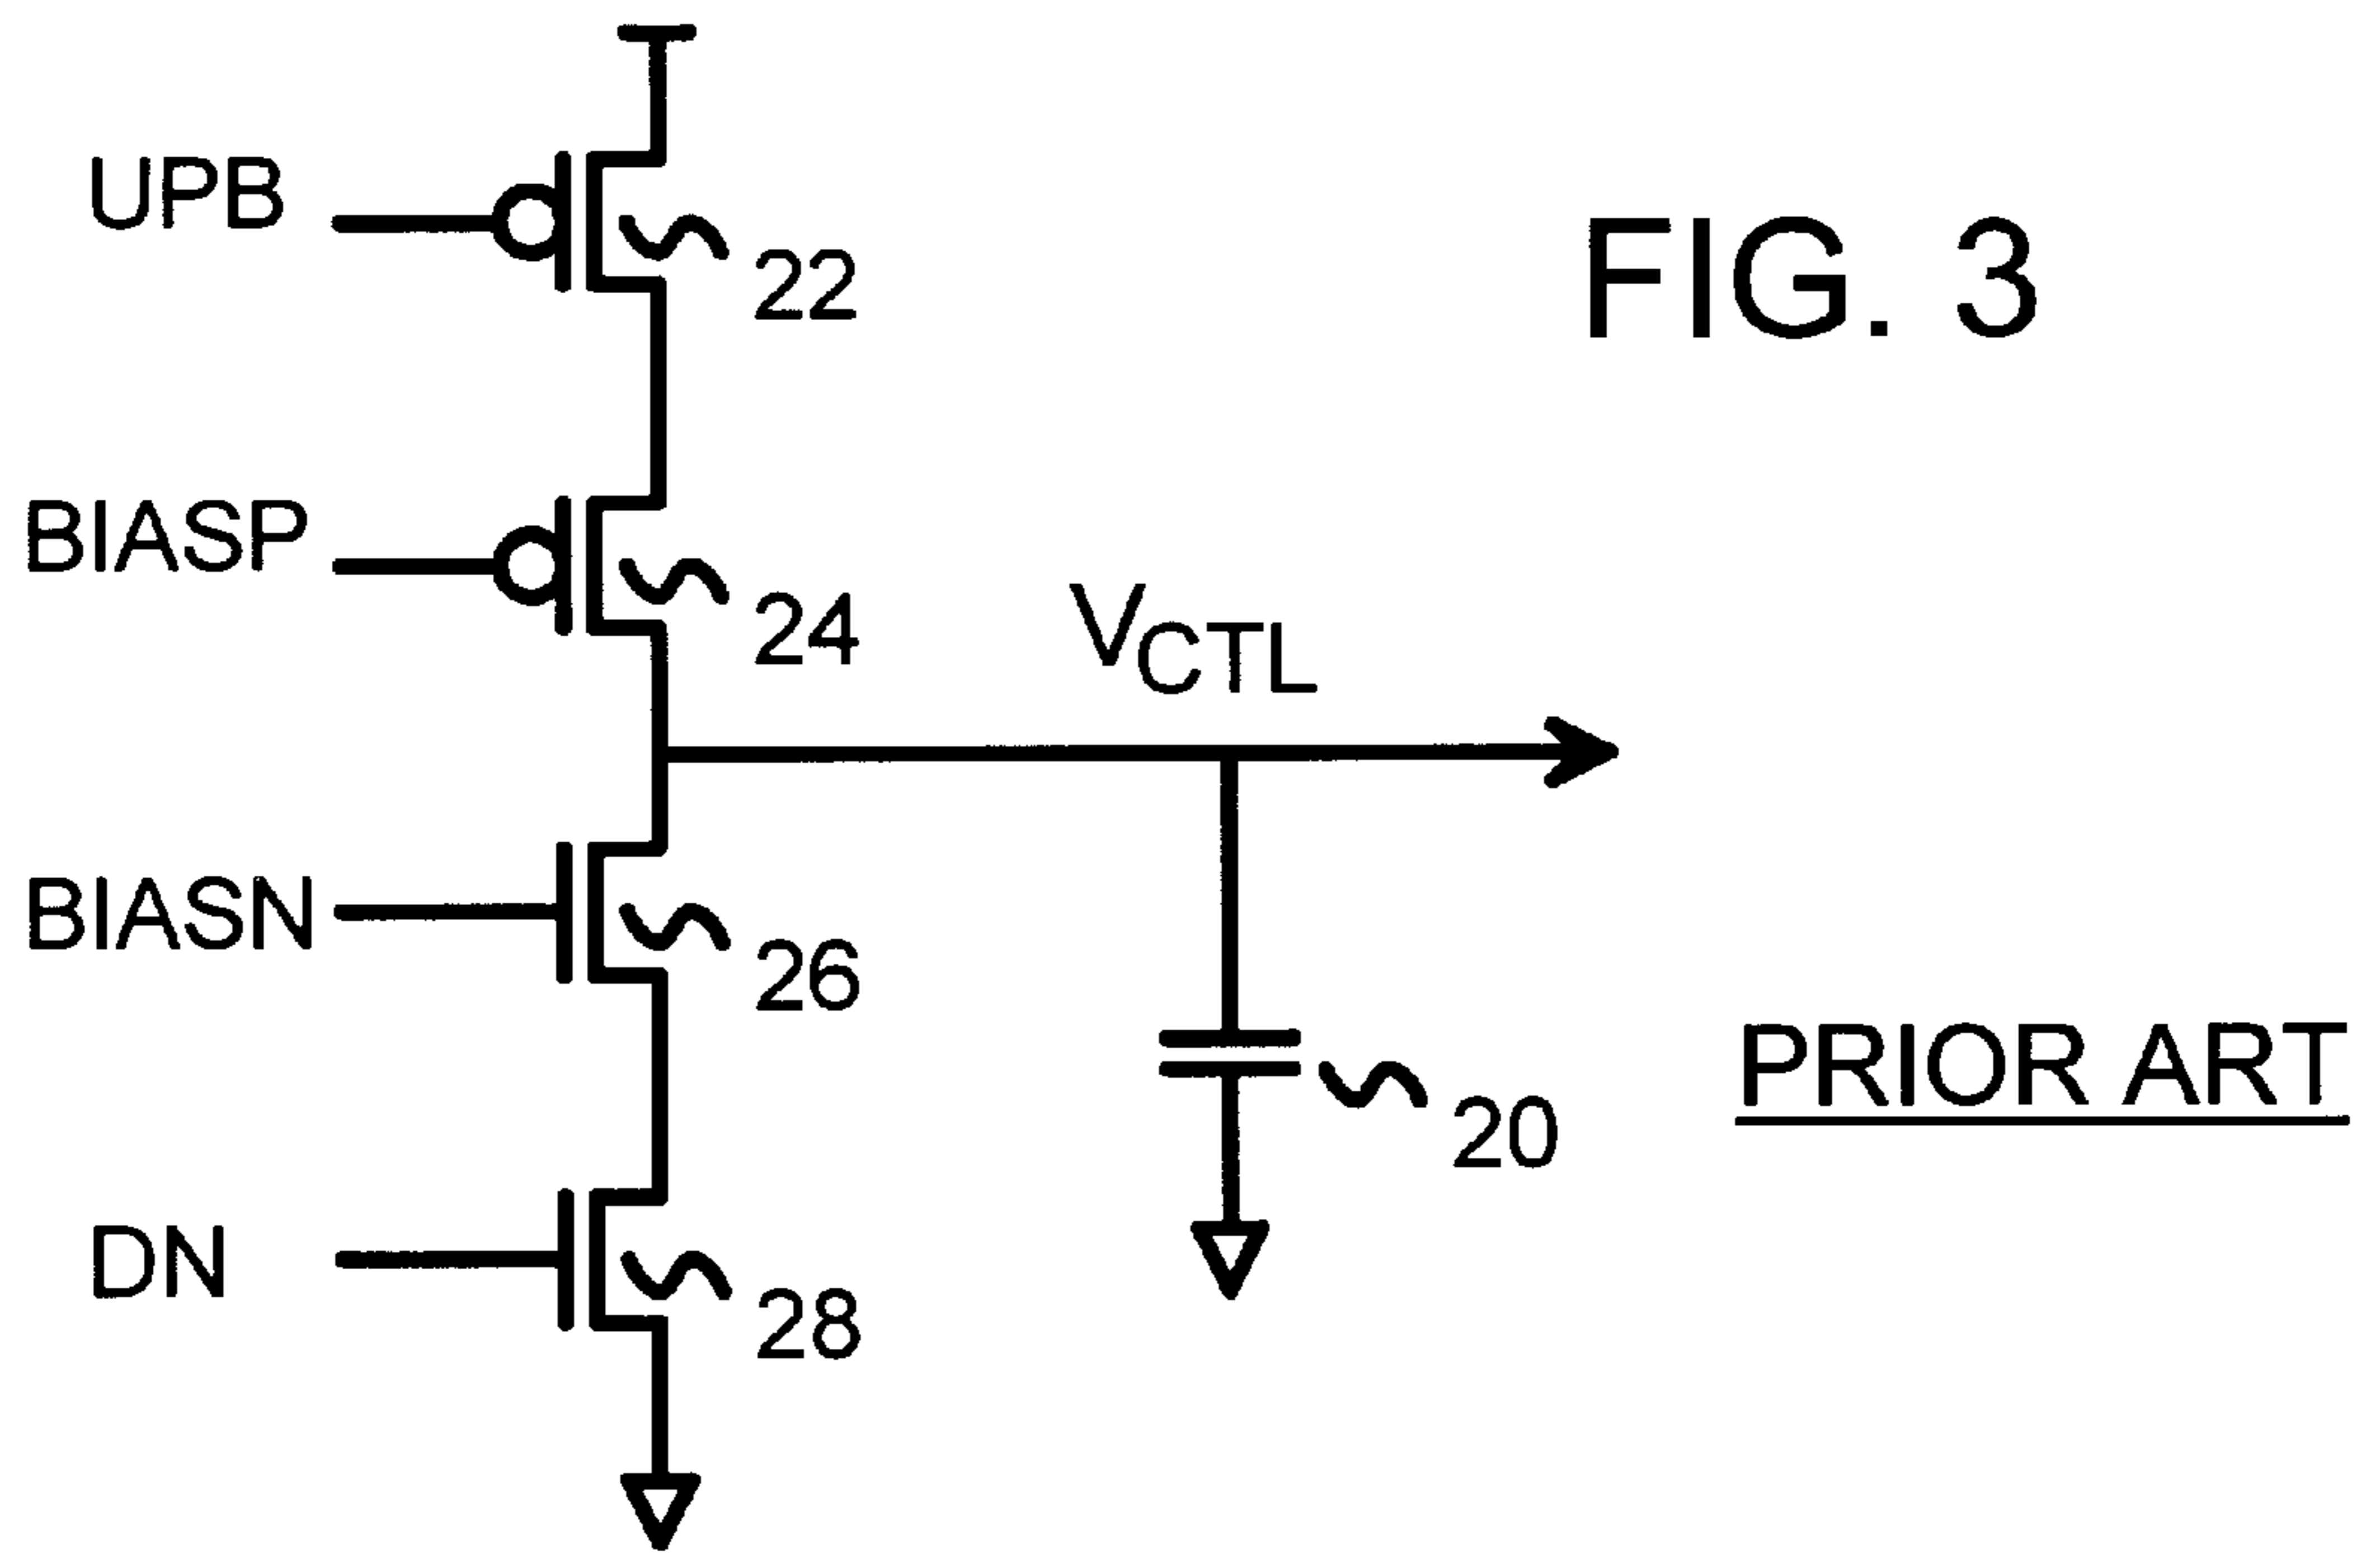 UPB
22
FIG. 3
BIASP
24
VCTL
BIASN
26
PRIOR ART
20
DN
28